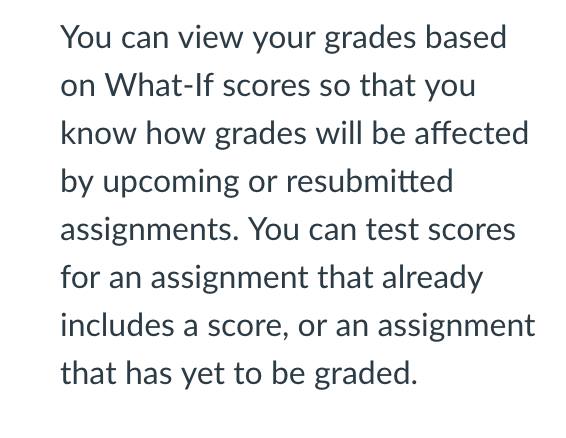 You can view your grades based
on What-If scores so that you
know how grades will be affected
by upcoming or resubmitted
assignments. You can test scores
for an assignment that already
includes a score, or an assignment
that has yet to be graded.